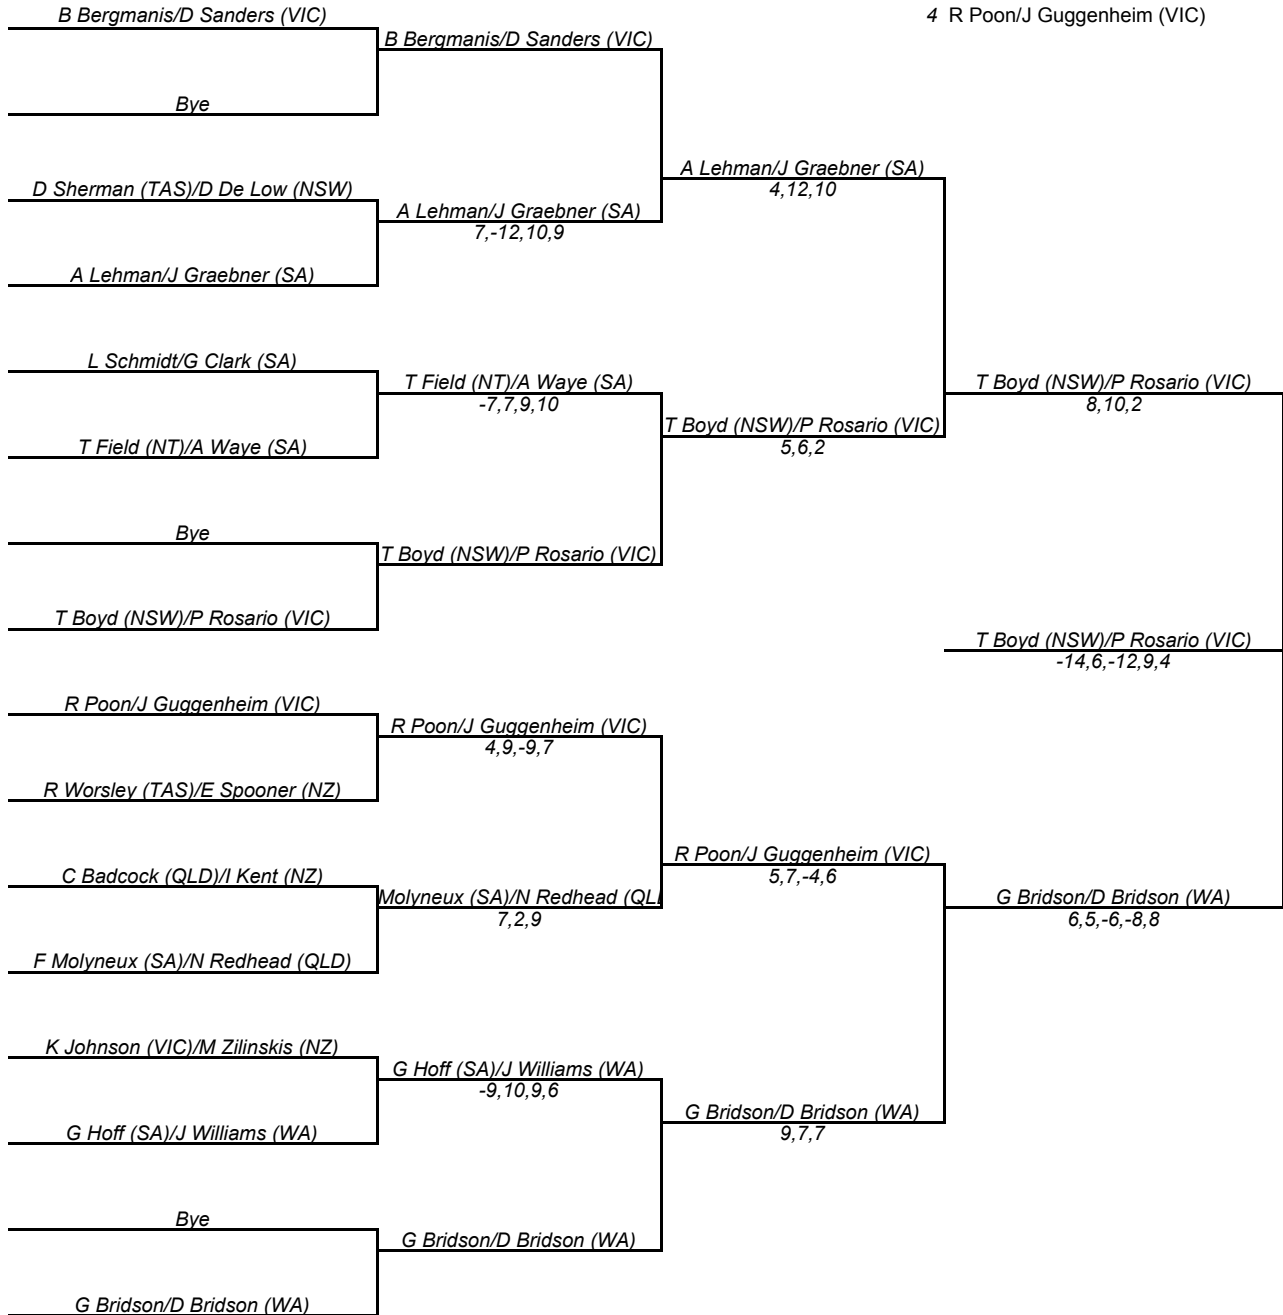 B Bergmanis/D Sanders (VIC)
4 R Poon/J Guggenheim (VIC)
B Bergmanis/D Sanders (VIC)
Bye
A Lehman/J Graebner (SA)
4,12,10
D Sherman (TAS)/D De Low (NSW)
A Lehman/J Graebner (SA)
7,-12,10,9
A Lehman/J Graebner (SA)
L Schmidt/G Clark (SA)
T Field (NT)/A Waye (SA)
-7,7,9,10
T Boyd (NSW)/P Rosario (VIC)
8,10,2
T Boyd (NSW)/P Rosario (VIC)
5,6,2
T Field (NT)/A Waye (SA)
Bye
T Boyd (NSW)/P Rosario (VIC)
T Boyd (NSW)/P Rosario (VIC)
T Boyd (NSW)/P Rosario (VIC)
-14,6,-12,9,4
R Poon/J Guggenheim (VIC)
R Poon/J Guggenheim (VIC)
4,9,-9,7
R Worsley (TAS)/E Spooner (NZ)
R Poon/J Guggenheim (VIC)
5,7,-4,6
C Badcock (QLD)/I Kent (NZ)
Molyneux (SA)/N Redhead (QL
7,2,9
G Bridson/D Bridson (WA)
6,5,-6,-8,8
F Molyneux (SA)/N Redhead (QLD)
K Johnson (VIC)/M Zilinskis (NZ)
G Hoff (SA)/J Williams (WA)
-9,10,9,6
G Bridson/D Bridson (WA)
9,7,7
G Hoff (SA)/J Williams (WA)
Bye
G Bridson/D Bridson (WA)
G Bridson/D Bridson (WA)